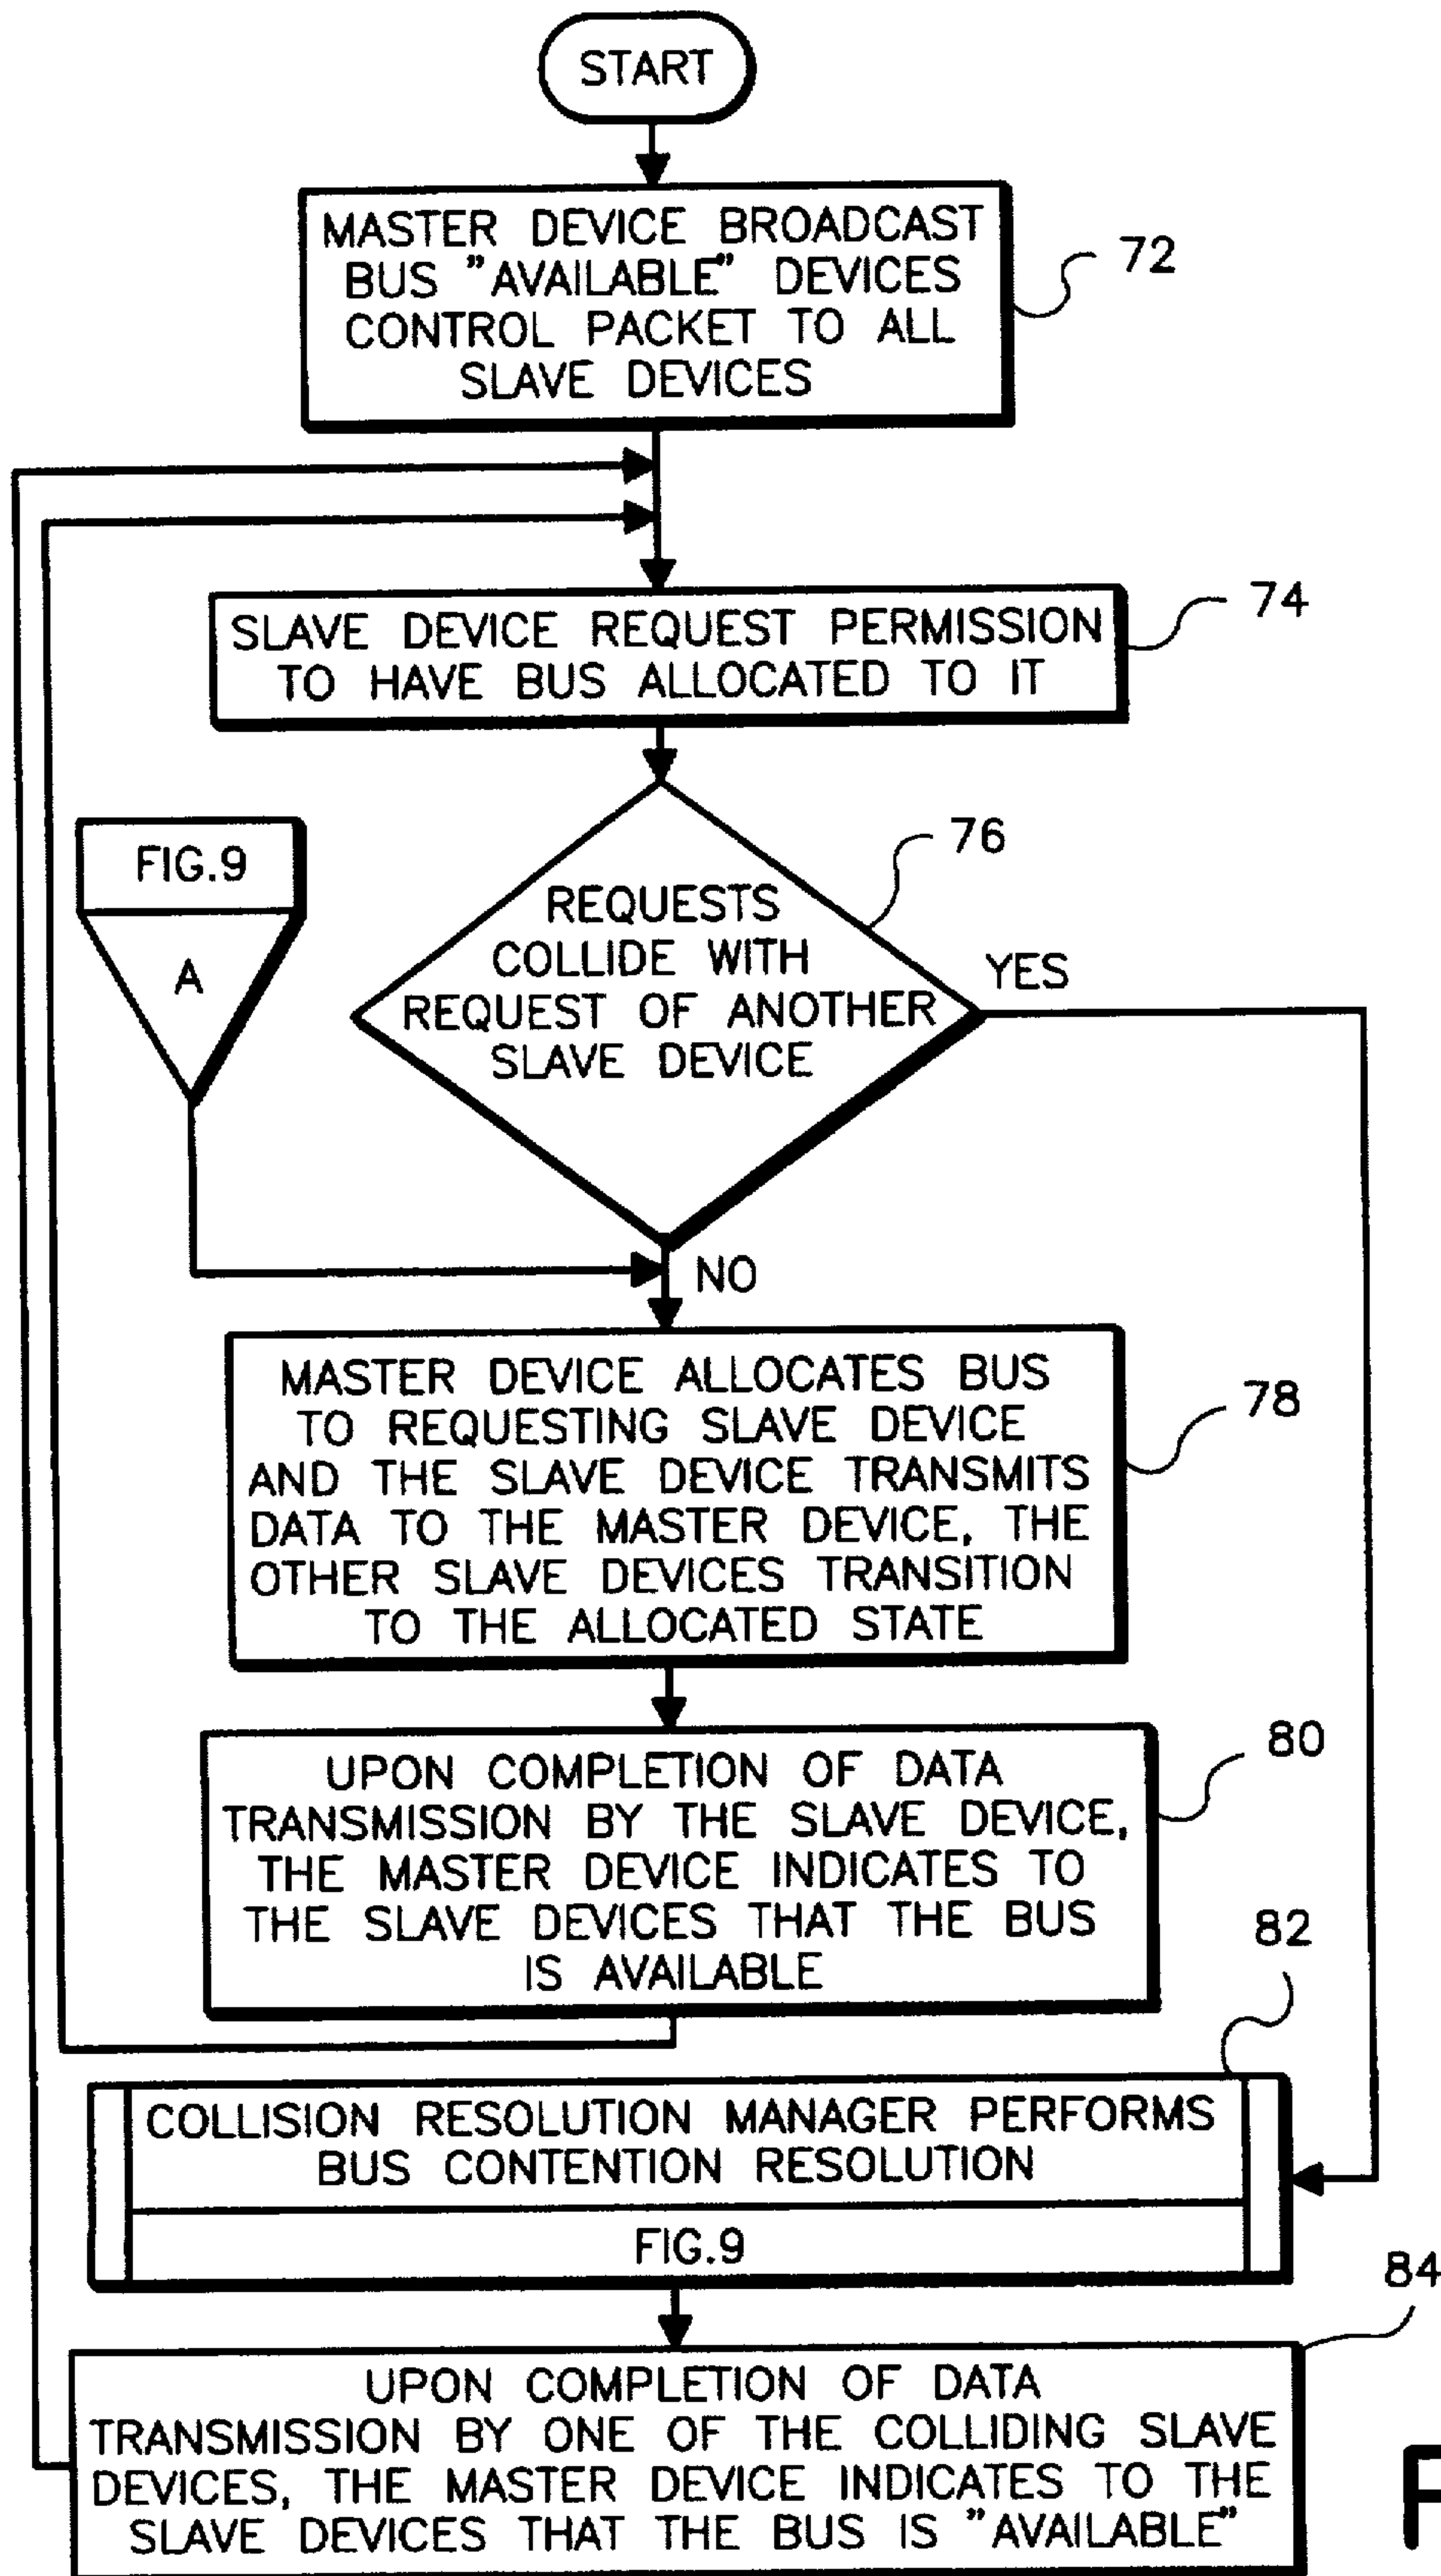 START
MASTER DEVICE BROADCAST
BUS "AVAILABLE" DEVICES
CONTROL PACKET TO ALL
SLAVE DEVICES
72
SLAVE DEVICE REQUEST PERMISSION
TO HAVE BUS ALLOCATED TO IT
74
FIG.9
A
REQUESTS
COLLIDE WITH
REQUEST OF ANOTHER
SLAVE DEVICE
76
YES
NO
MASTER DEVICE ALLOCATES BUS
TO REQUESTING SLAVE DEVICE
AND THE SLAVE DEVICE TRANSMITS
DATA TO THE MASTER DEVICE, THE
OTHER SLAVE DEVICES TRANSITION
TO THE ALLOCATED STATE
78
UPON COMPLETION OF DATA
TRANSMISSION BY THE SLAVE DEVICE,
THE MASTER DEVICE INDICATES TO
THE SLAVE DEVICES THAT THE BUS
IS AVAILABLE
80
82
COLLISION RESOLUTION MANAGER PERFORMS
BUS CONTENTION RESOLUTION
FIG.9
84
UPON COMPLETION OF DATA
TRANSMISSION BY ONE OF THE COLLIDING SLAVE
DEVICES, THE MASTER DEVICE INDICATES TO THE
SLAVE DEVICES THAT THE BUS IS "AVAILABLE"